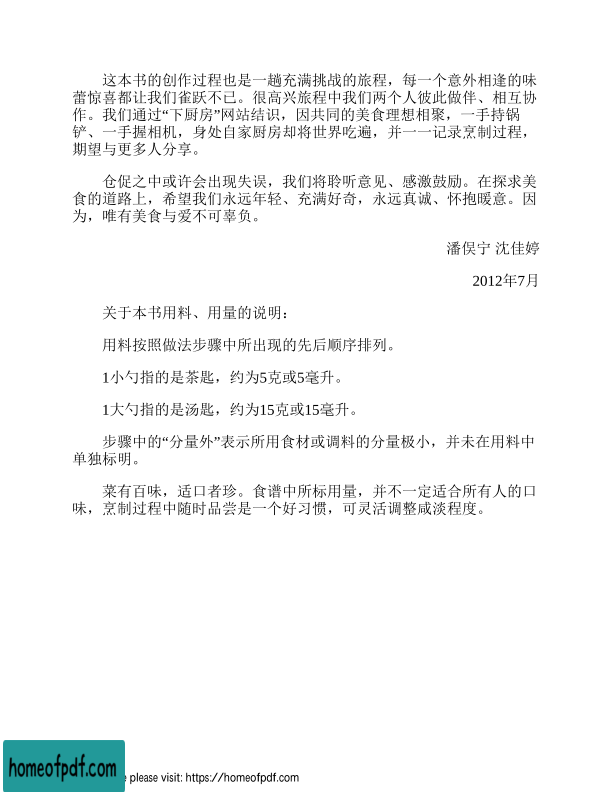 这本书的创作过程也是一趟充满挑战的旅程，每一个意外相逢的味
蕾惊喜都让我们雀跃不已。很高兴旅程中我们两个人彼此做伴、相互协
作。我们通过“下厨房”网站结识，因共同的美食理想相聚，一手持锅
铲、一手握相机，身处自家厨房却将世界吃遍，并一一记录烹制过程，
期望与更多人分享。
仓促之中或许会出现失误，我们将聆听意见、感激鼓励。在探求美
食的道路上，希望我们永远年轻、充满好奇，永远真诚、怀抱暖意。因
为，唯有美食与爱不可辜负。
潘俣宁 沈佳婷
2012年7月
关于本书用料、用量的说明：
用料按照做法步骤中所出现的先后顺序排列。
1小勺指的是茶匙，约为5克或5毫升。
1大勺指的是汤匙，约为15克或15毫升。
步骤中的“分量外”表示所用食材或调料的分量极小，并未在用料中
单独标明。
菜有百味，适口者珍。食谱中所标用量，并不一定适合所有人的口
味，烹制过程中随时品尝是一个好习惯，可灵活调整咸淡程度。
homeofpdf.com
please visit: https://homeofpdf.com